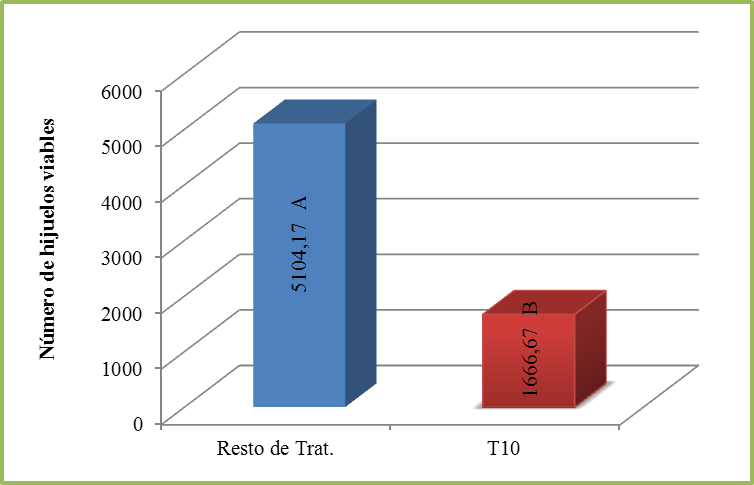 Número de hijuelos viables
6000
5000
4000
3000
2000
1000
0
5104,17 A
1666,67 B
Resto de Trat.
T10